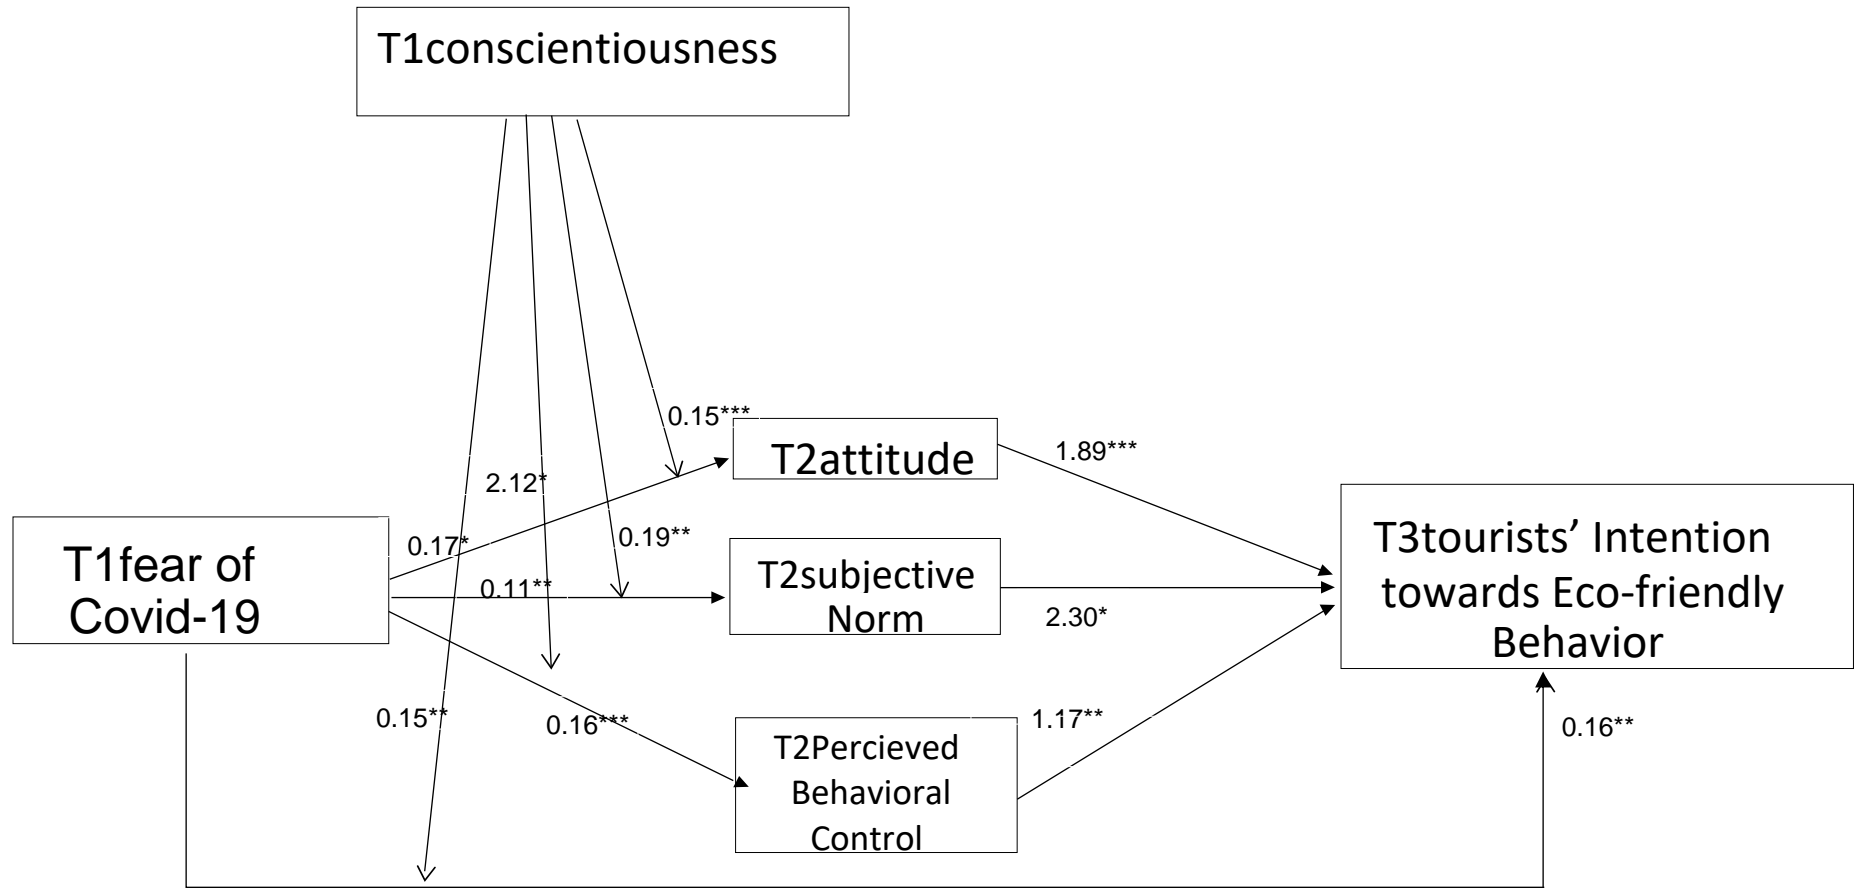 T1conscientiousness
0.15***
T2attitude
1.89***
2.12*
0.17*
0.19**
T1fear of
Covid-19
0.11**
T2subjective
Norm
2.30*
T3tourists’ Intention
towards Eco-friendly
Behavior
0.15**
0.16***
T2Percieved
Behavioral
Control
1.17**
0.16**